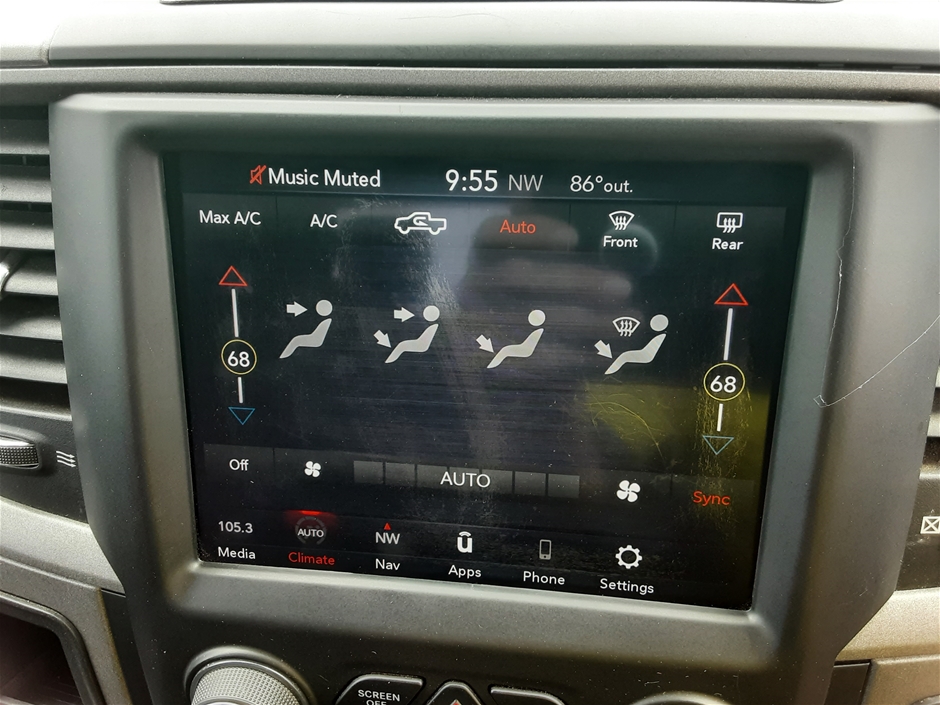 Music Muted 9:55 NW 86°out.
Max A/C A/C Auto Front Rear
68 68
Off AUTO Sync
105.3 AUTO NW u
Media Climate Nav Apps Phone Settings
SCREEN
OFF